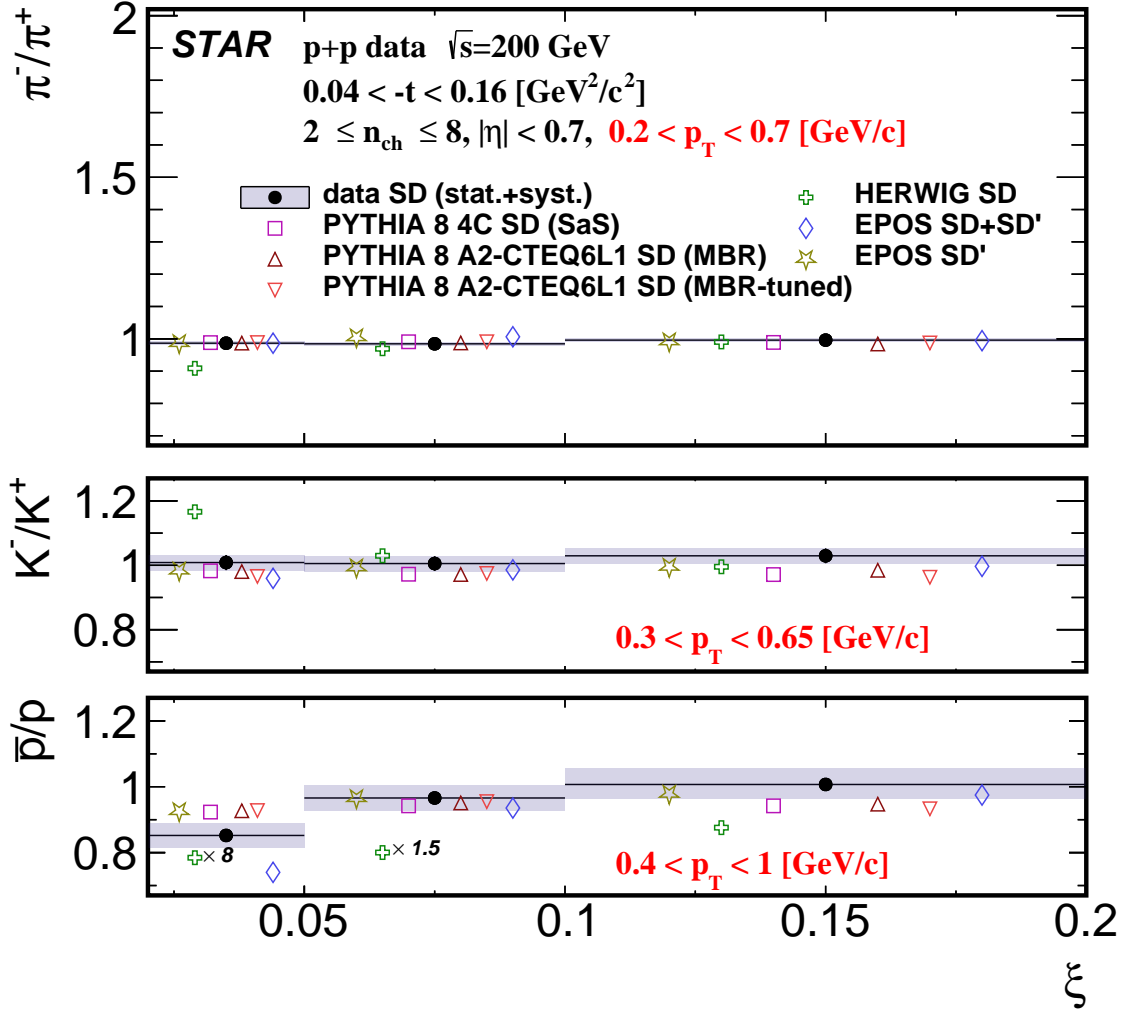 π⁻/π⁺
2
1.5
1
STAR p+p data √s=200 GeV
0.04 < -t < 0.16 [GeV²/c²]
2 ≤ n_ch ≤ 8, |η| < 0.7, 0.2 < p_T < 0.7 [GeV/c]
data SD (stat.+syst.)
PYTHIA 8 4C SD (SaS)
PYTHIA 8 A2-CTEQ6L1 SD (MBR)
PYTHIA 8 A2-CTEQ6L1 SD (MBR-tuned)
HERWIG SD
EPOS SD+SD'
EPOS SD'
K⁻/K⁺
1.2
1
0.8
0.3 < p_T < 0.65 [GeV/c]
p̅/p
1.2
1
0.8
× 8
× 1.5
0.4 < p_T < 1 [GeV/c]
0.05 0.1 0.15 0.2
ξ